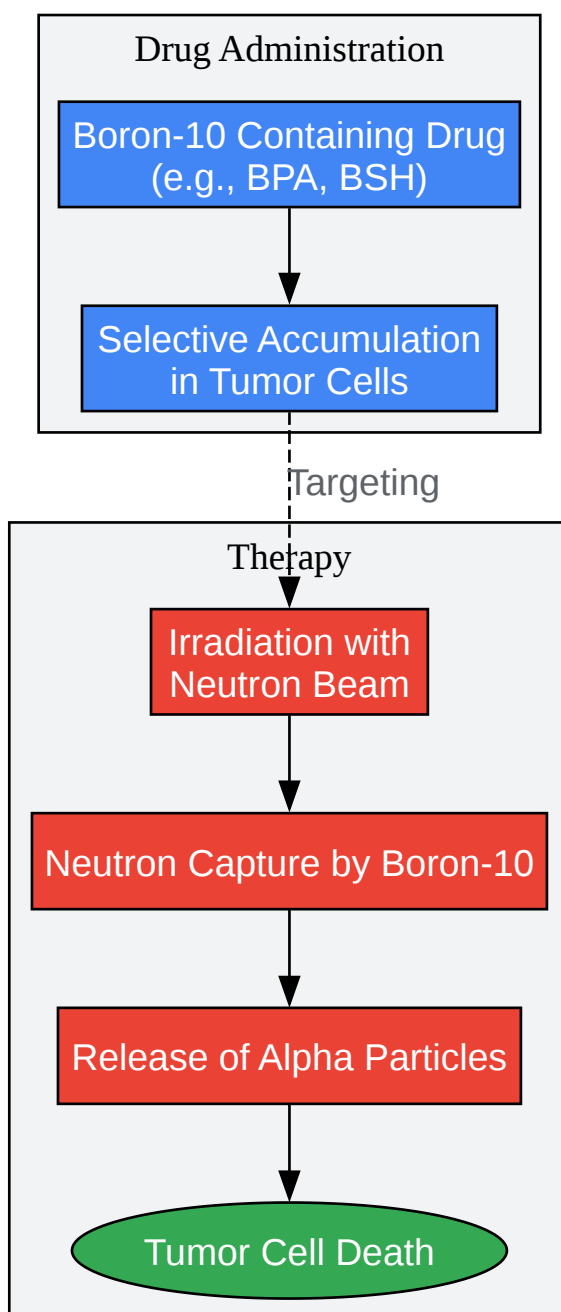 Drug Administration
Boron-10 Containing Drug
(e.g., BPA, BSH)
Selective Accumulation
in Tumor Cells
Targeting
Therapy
Irradiation with
Neutron Beam
Neutron Capture by Boron-10
Release of Alpha Particles
Tumor Cell Death